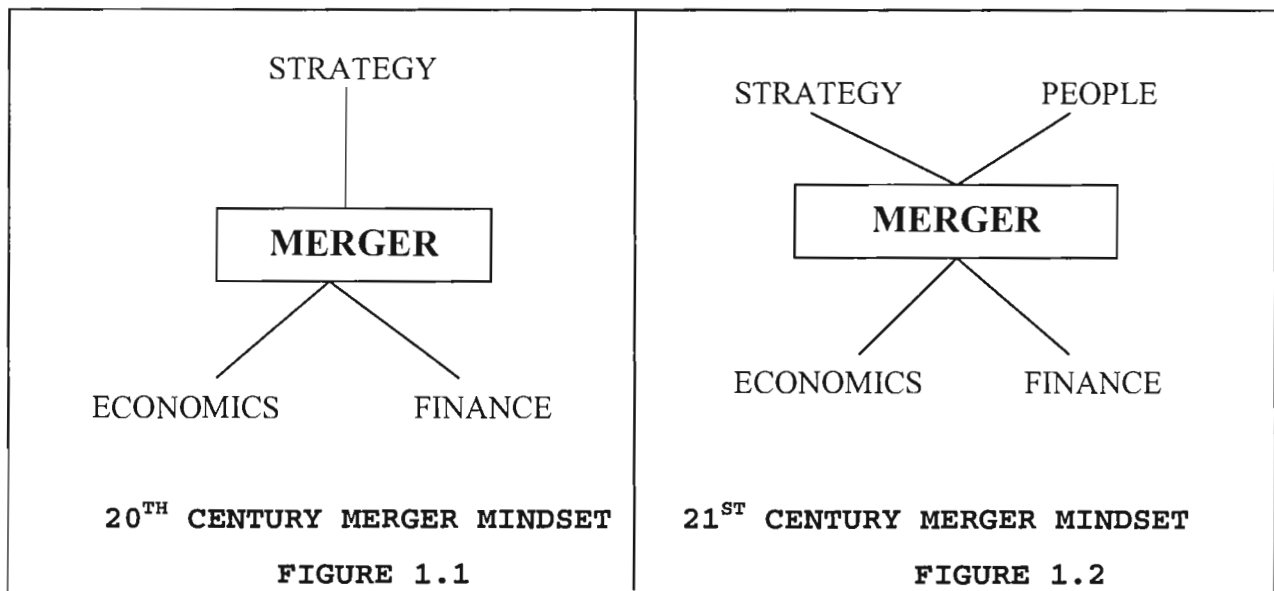 STRATEGY
MERGER
ECONOMICS FINANCE
20TH CENTURY MERGER MINDSET
FIGURE 1.1
STRATEGY PEOPLE
MERGER
ECONOMICS FINANCE
21ST CENTURY MERGER MINDSET
FIGURE 1.2